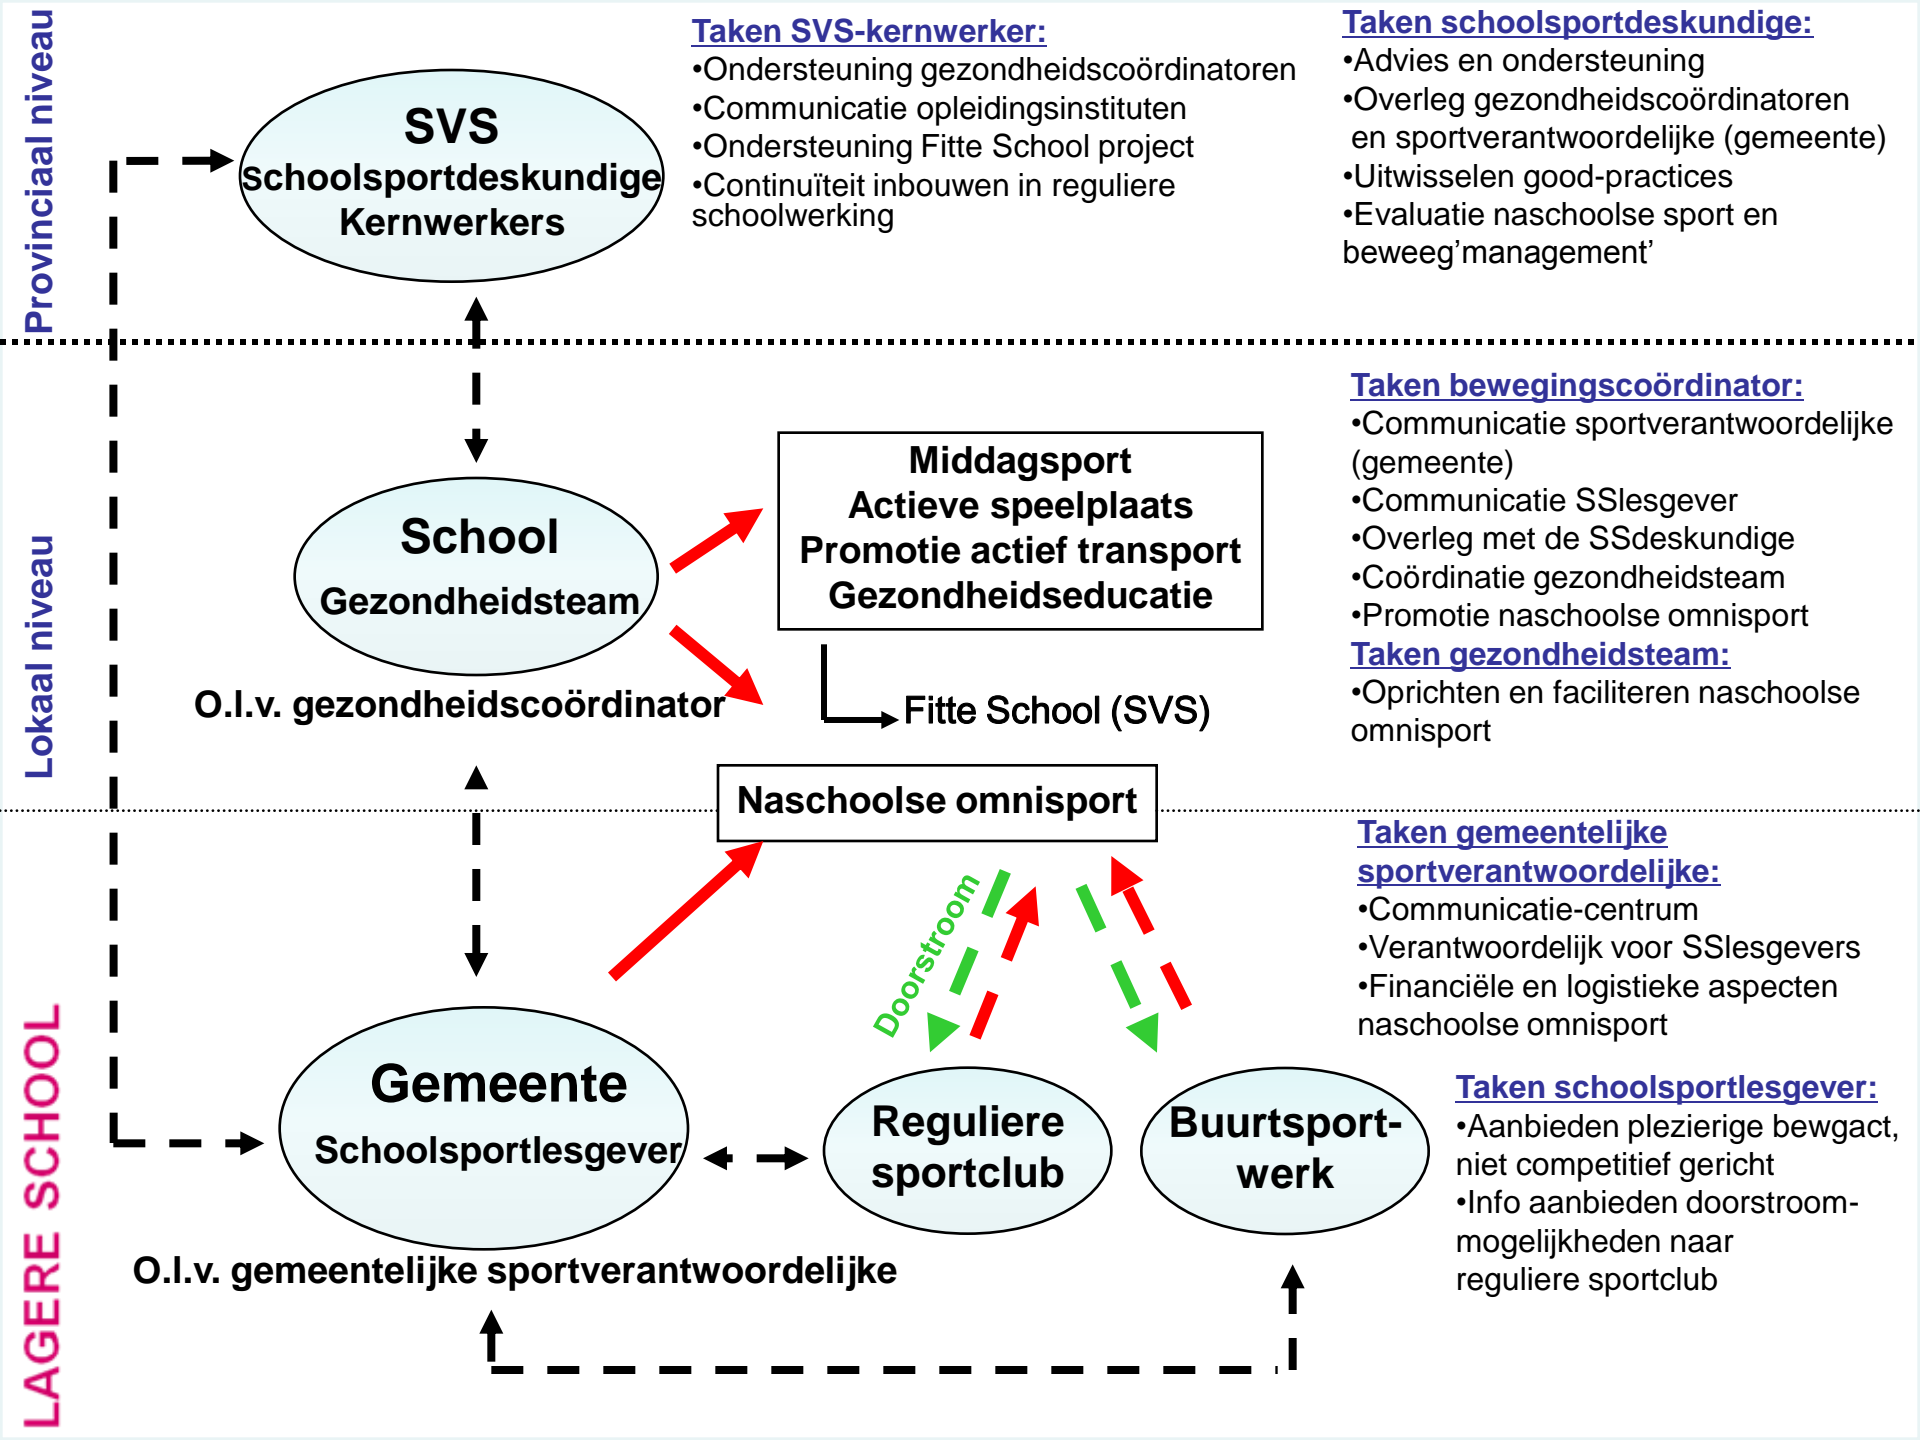 Provinciaal niveau
SVS
Schoolsportdeskundige
Kernwerkers
Taken SVS-kernwerker:
•Ondersteuning gezondheidscoördinatoren
•Communicatie opleidingsinstituten
•Ondersteuning Fitte School project
•Continuïteit inbouwen in reguliere
schoolwerking
Taken schoolsportdeskundige:
•Advies en ondersteuning
•Overleg gezondheidscoördinatoren
en sportverantwoordelijke (gemeente)
•Uitwisselen good-practices
•Evaluatie naschoolse sport en
beweeg’management’
Lokaal niveau
School
Gezondheidsteam
O.l.v. gezondheidscoördinator
Middagsport
Actieve speelplaats
Promotie actief transport
Gezondheidseducatie
Fitte School (SVS)
Taken bewegingscoördinator:
•Communicatie sportverantwoordelijke
(gemeente)
•Communicatie SSlesgever
•Overleg met de SSdeskundige
•Coördinatie gezondheidsteam
•Promotie naschoolse omnisport
Taken gezondheidsteam:
•Oprichten en faciliteren naschoolse
omnisport
Naschoolse omnisport
Doorstroom
LAGERE SCHOOL
Gemeente
Schoolsportlesgever
O.l.v. gemeentelijke sportverantwoordelijke
Reguliere
sportclub
Buurtsport-
werk
Taken gemeentelijke
sportverantwoordelijke:
•Communicatie-centrum
•Verantwoordelijk voor SSlesgevers
•Financiële en logistieke aspecten
naschoolse omnisport
Taken schoolsportlesgever:
•Aanbieden plezierige bewgact,
niet competitief gericht
•Info aanbieden doorstroom-
mogelijkheden naar
reguliere sportclub